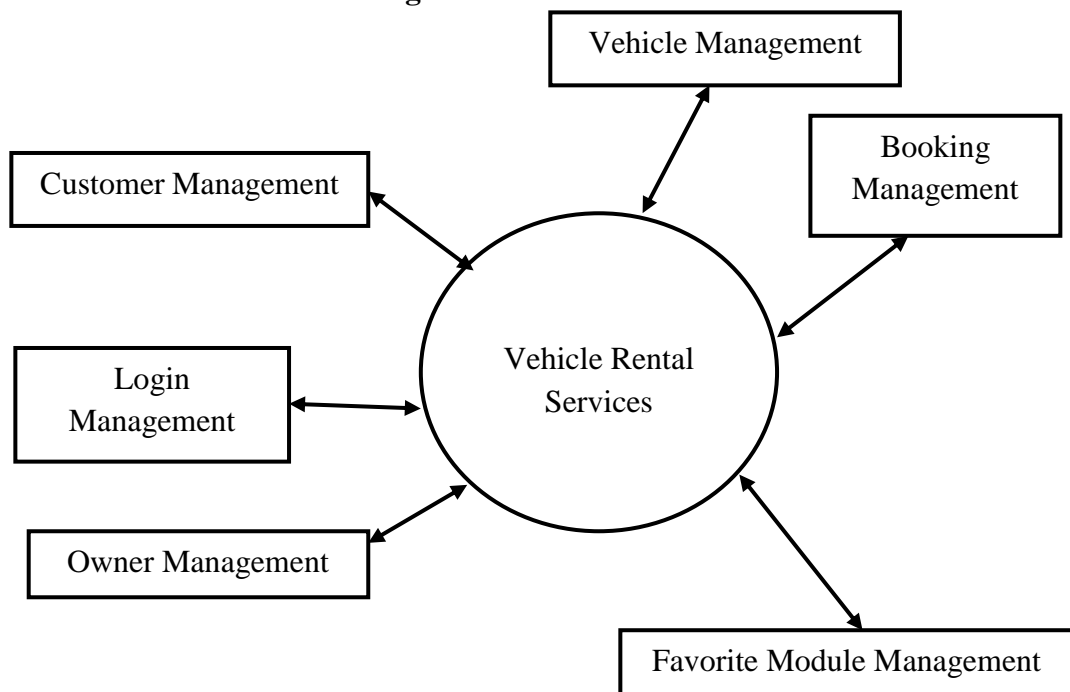 Vehicle Management
Booking
Management
Customer Management
Vehicle Rental
Services
Login
Management
Owner Management
Favorite Module Management